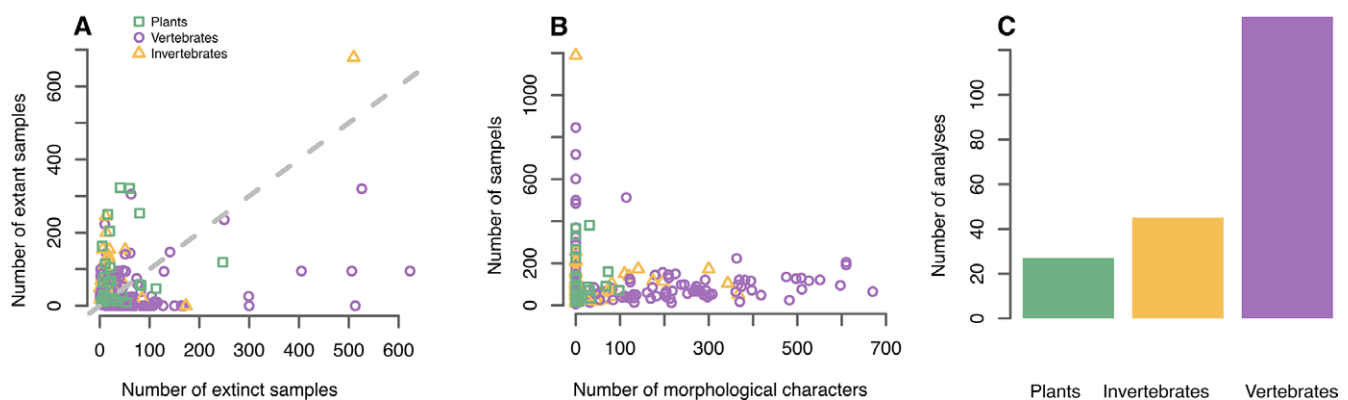 A
Plants
Vertebrates
Invertebrates
Number of extant samples
0 200 400 600
0 100 200 300 400 500 600
Number of extinct samples
B
Number of sampels
0 200 600 1000
0 100 300 500 700
Number of morphological characters
C
Number of analyses
0 20 40 60 80 100
Plants Invertebrates Vertebrates